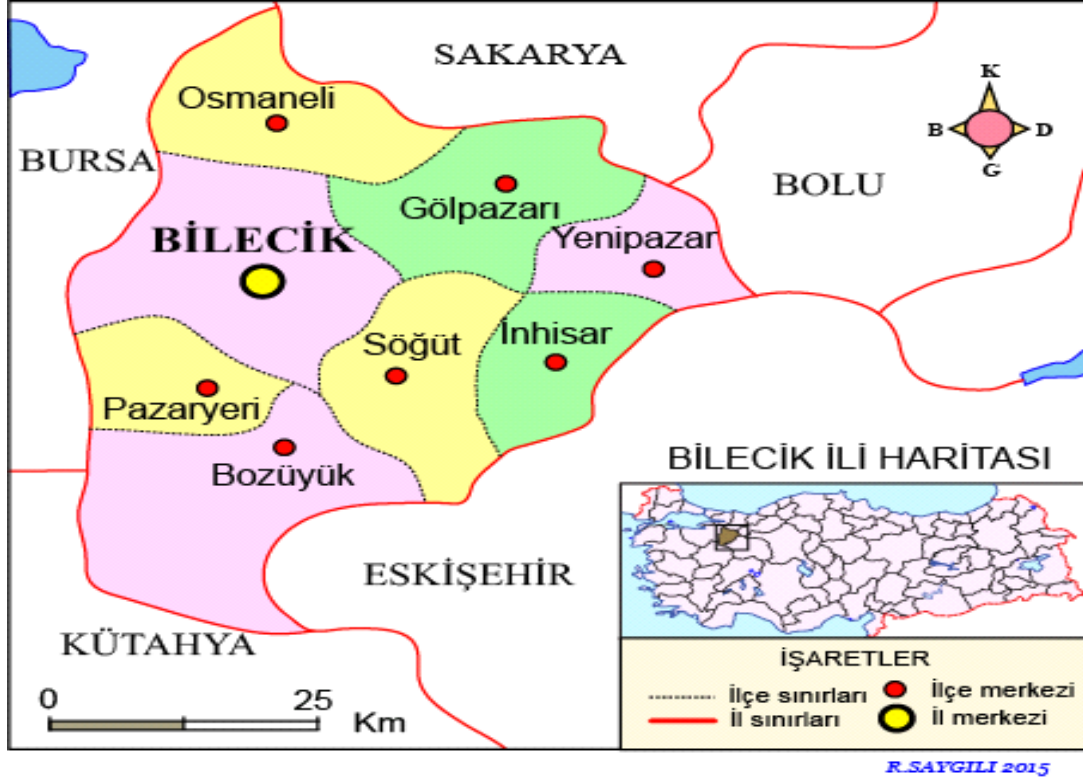 SAKARYA
K
Osmaneli
B D
BURSA
G
BOLU
Gölpazarı
BİLECİK
Yenipazar
Söğüt
İnhisar
Pazaryeri
Bozüyük
BİLECİK İLİ HARİTASI
ESKİŞEHİR
KÜTAHYA
İŞARETLER
İlçe sınırları
İlçe merkezi
İl sınırları
İl merkezi
0 25
Km
R.SAYGILI 2015